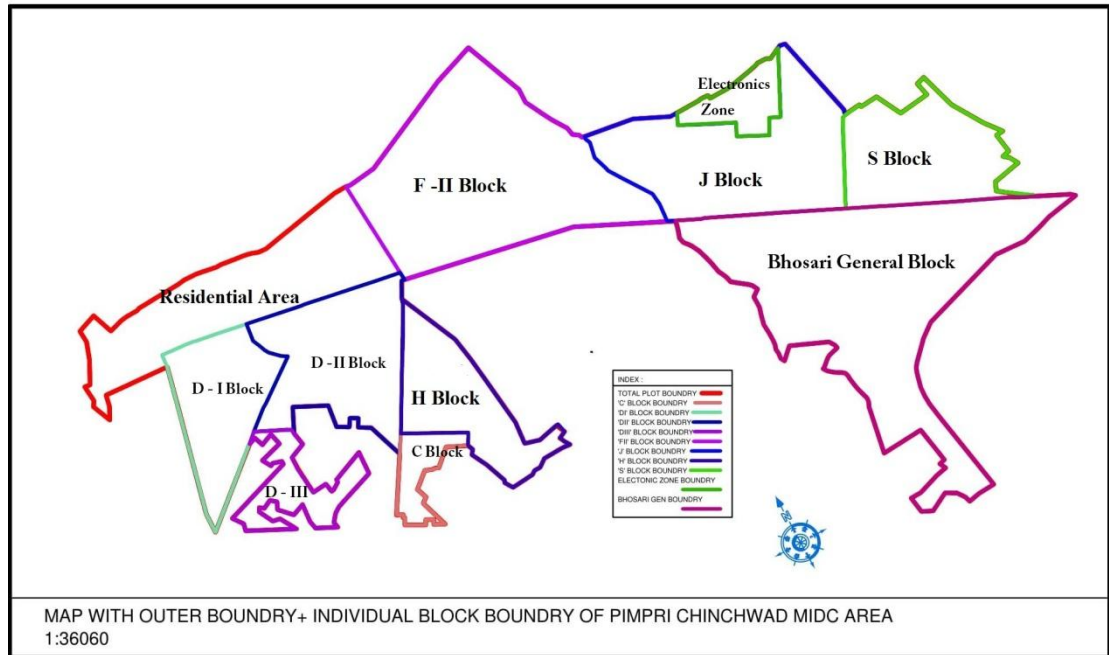 Electronics
Zone
S Block
J Block
F -II Block
Bhosari General Block
Residential Area
D -II Block
D - I Block
H Block
C Block
D - III
INDEX :
TOTAL PLOT BOUNDRY
'C' BLOCK BOUNDRY
'DI' BLOCK BOUNDRY
'DII' BLOCK BOUNDRY
'DIII' BLOCK BOUNDRY
'FII' BLOCK BOUNDRY
'J' BLOCK BOUNDRY
'H' BLOCK BOUNDRY
'S' BLOCK BOUNDRY
ELECTONIC ZONE BOUNDRY
BHOSARI GEN BOUNDRY
N
MAP WITH OUTER BOUNDRY+ INDIVIDUAL BLOCK BOUNDRY OF PIMPRI CHINCHWAD MIDC AREA
1:36060